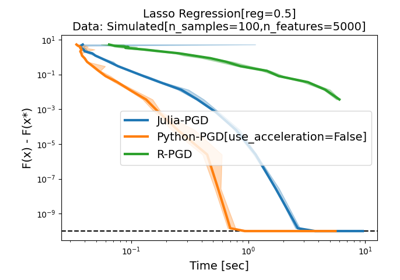 Lasso Regression[reg=0.5]
Data: Simulated[n_samples=100,n_features=5000]
F(x) - F(x*)
10⁻¹
10⁻³
10⁻⁵
10⁻⁷
10⁻⁹
Julia-PGD
Python-PGD[use_acceleration=False]
R-PGD
10⁻¹ 10⁰ 10¹
Time [sec]